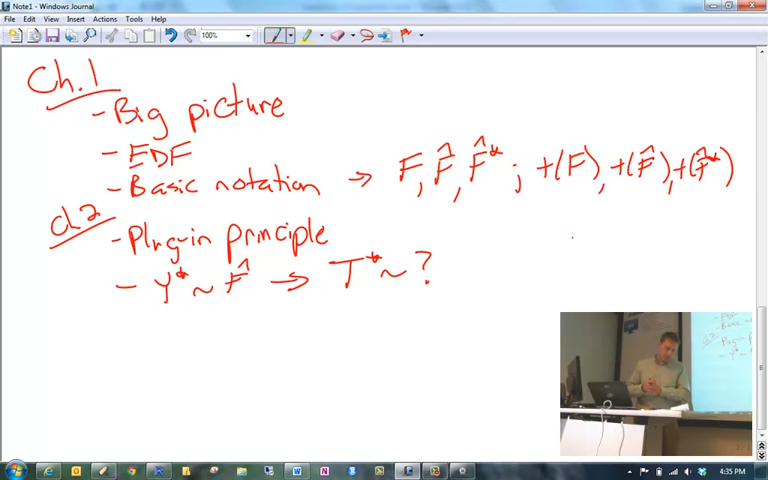 Note1 - Windows Journal
File Edit View Insert Actions Tools Help
100%
Ch.1
- Big picture
- EDF
- Basic notation → F, F̂, F̂*; t(F), t(F̂), t(F̂*)
Ch.2
- Plug-in principle
- Y* ~ F̂ → T* ~ ?
4:35 PM